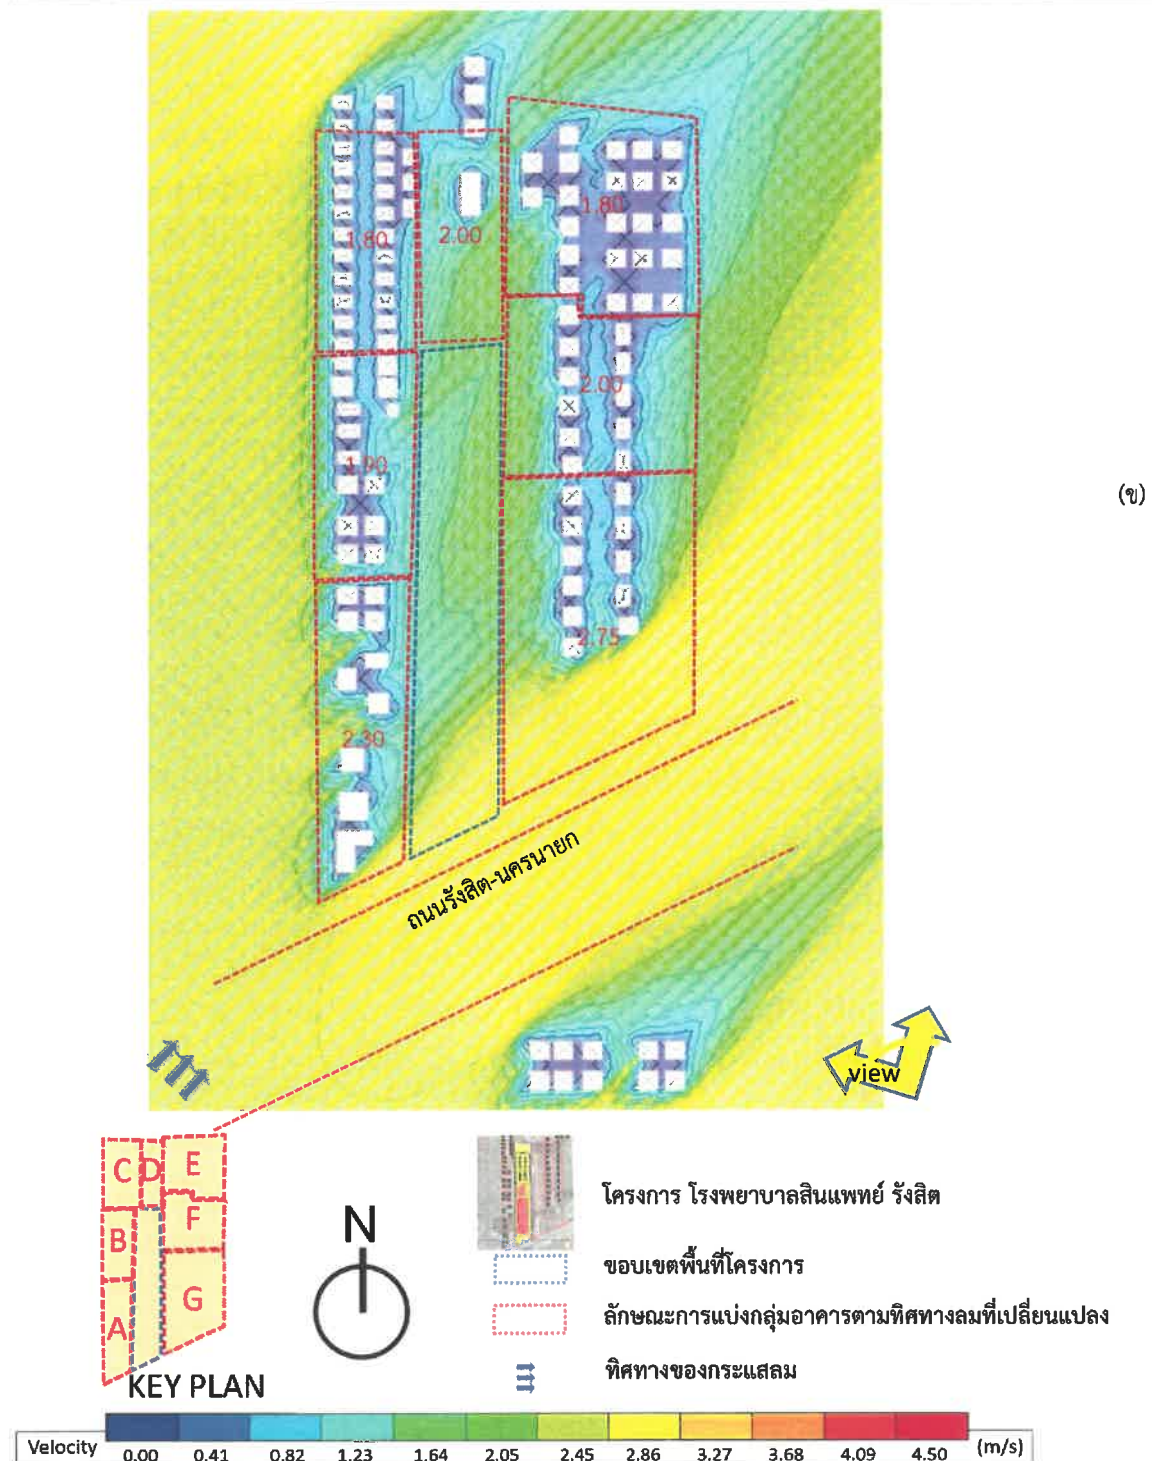 1.80
2.00
1.80
2.00
1.90
2.75
2.30
(ข)
ถนนรังสิต-นครนายก
view
C D E
B F
A G
KEY PLAN
N
โครงการ โรงพยาบาลสินแพทย์ รังสิต
ขอบเขตพื้นที่โครงการ
ลักษณะการแบ่งกลุ่มอาคารตามทิศทางลมที่เปลี่ยนแปลง
ทิศทางของกระแสลม
Velocity 0.00 0.41 0.82 1.23 1.64 2.05 2.45 2.86 3.27 3.68 4.09 4.50 (m/s)